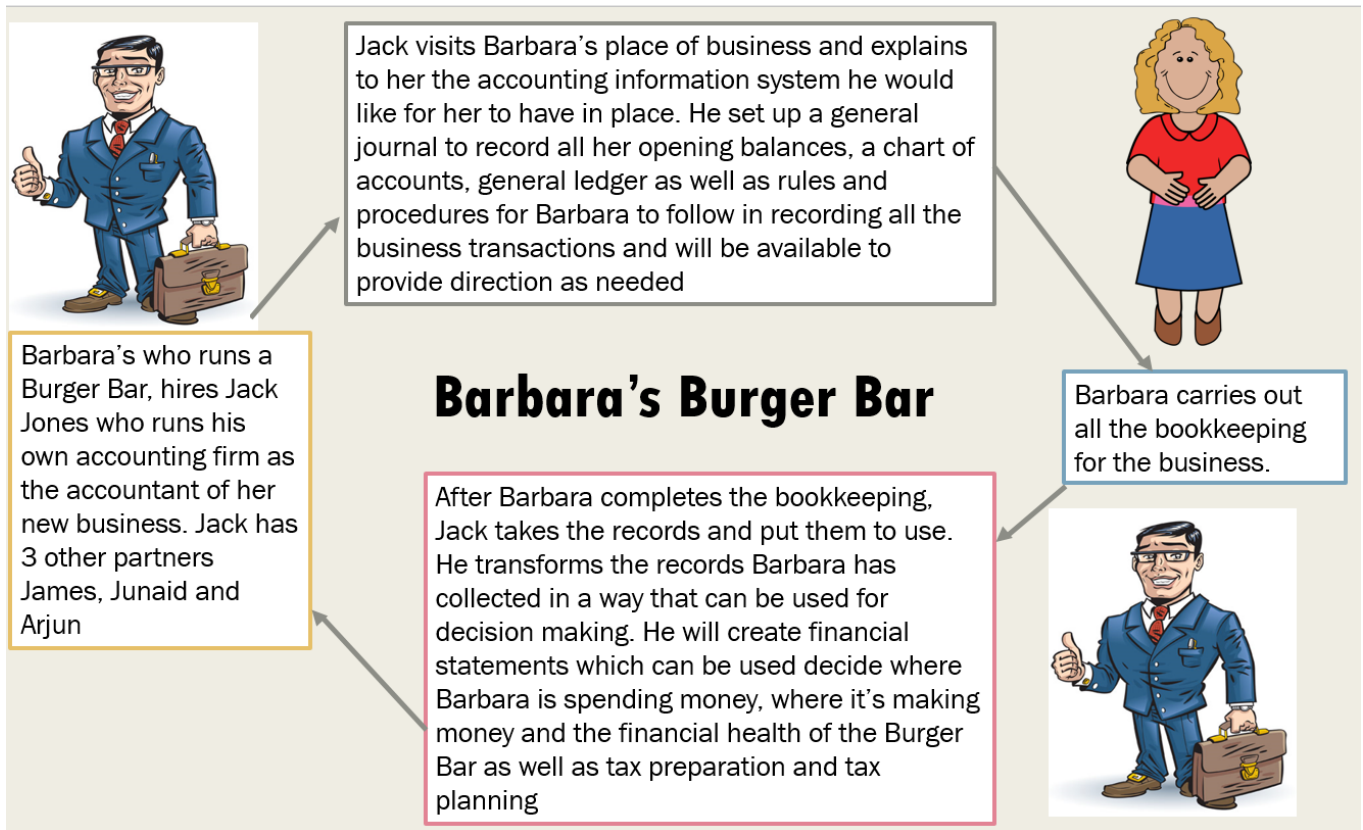 Jack visits Barbara's place of business and explains
to her the accounting information system he would
like for her to have in place. He set up a general
journal to record all her opening balances, a chart of
accounts, general ledger as well as rules and
procedures for Barbara to follow in recording all the
business transactions and will be available to
provide direction as needed
Barbara's who runs a
Burger Bar, hires Jack
Jones who runs his
own accounting firm as
the accountant of her
new business. Jack has
3 other partners
James, Junaid and
Arjun
Barbara's Burger Bar
Barbara carries out
all the bookkeeping
for the business.
After Barbara completes the bookkeeping,
Jack takes the records and put them to use.
He transforms the records Barbara has
collected in a way that can be used for
decision making. He will create financial
statements which can be used decide where
Barbara is spending money, where it's making
money and the financial health of the Burger
Bar as well as tax preparation and tax
planning